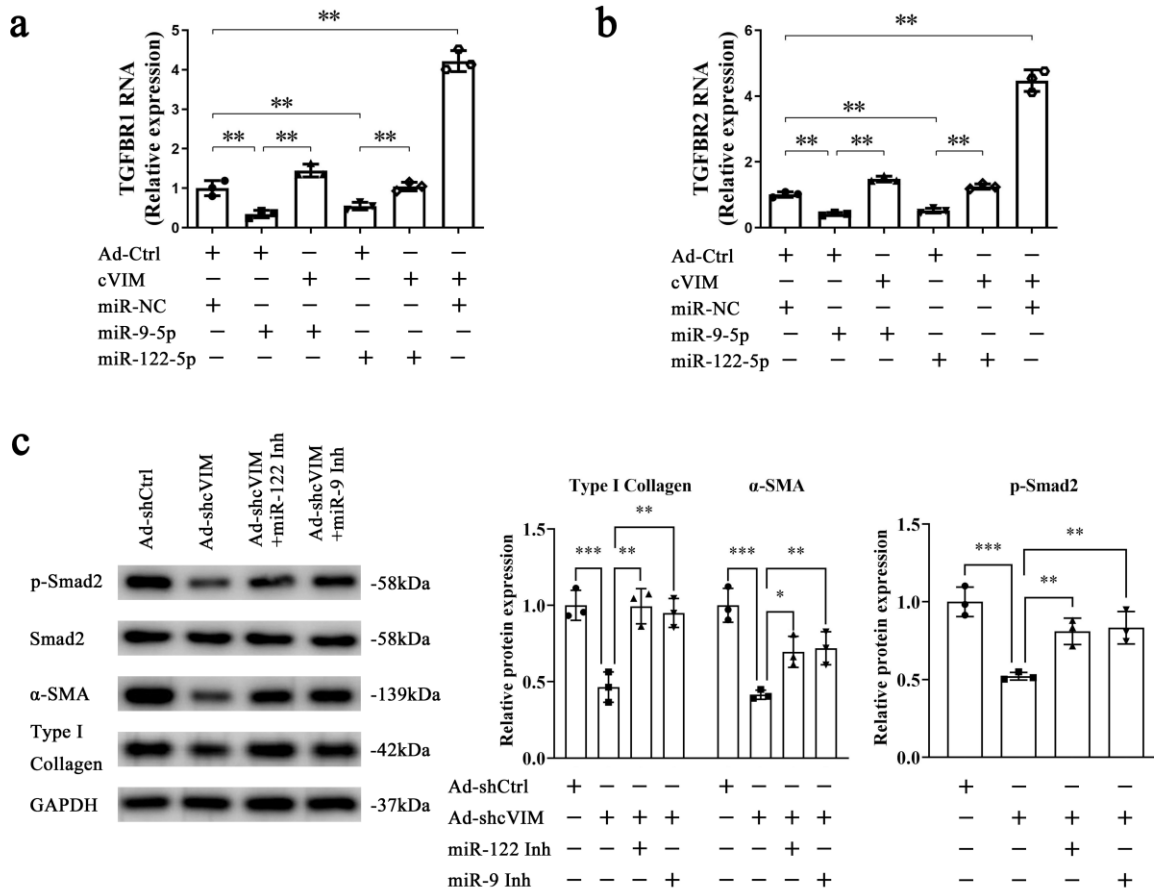 a
TGFBR1 RNA
(Relative expression)
5
4
3
2
1
0
**
**
** ** **
Ad-Ctrl + + − + − −
cVIM − − + − + +
miR-NC + − − − − +
miR-9-5p − + + − − −
miR-122-5p − − − + + −
b
TGFBR2 RNA
(Relative expression)
6
4
2
0
**
**
** ** **
Ad-Ctrl + + − + − −
cVIM − − + − + +
miR-NC + − − − − +
miR-9-5p − + + − − −
miR-122-5p − − − + + −
c
Ad-shCtrl
Ad-shcVIM
Ad-shcVIM
+miR-122 Inh
Ad-shcVIM
+miR-9 Inh
p-Smad2 -58kDa
Smad2 -58kDa
α-SMA -139kDa
Type I
Collagen -42kDa
GAPDH -37kDa
Type I Collagen α-SMA
Relative protein expression
1.5
1.0
0.5
0.0
**
*** **
*** **
*
Ad-shCtrl + − − − + − − −
Ad-shcVIM − + + + − + + +
miR-122 Inh − − + − − − + −
miR-9 Inh − − − + − − − +
p-Smad2
Relative protein expression
1.5
1.0
0.5
0.0
*** **
**
+ − − −
− + + +
− − + −
− − − +